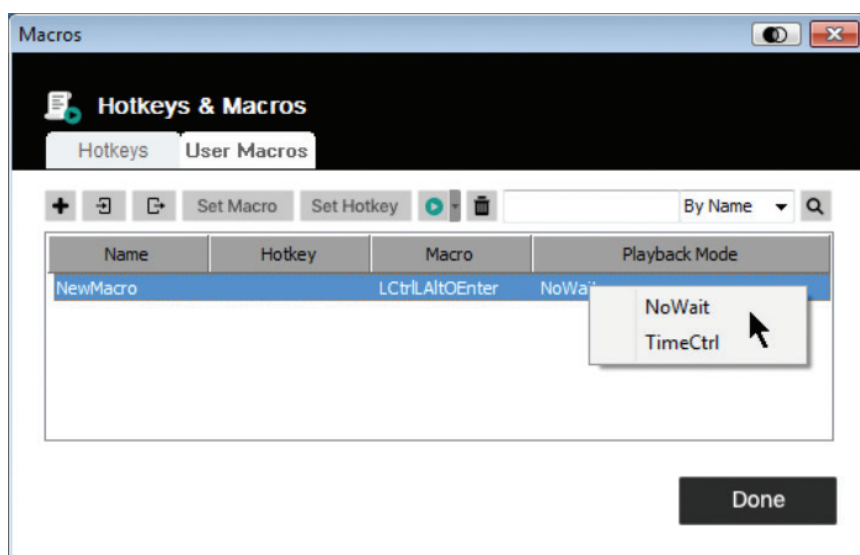 Macros
Hotkeys & Macros
Hotkeys User Macros
Set Macro Set Hotkey By Name
Name Hotkey Macro Playback Mode
NewMacro LCtrlLAltOEnter NoWait
NoWait
TimeCtrl
Done